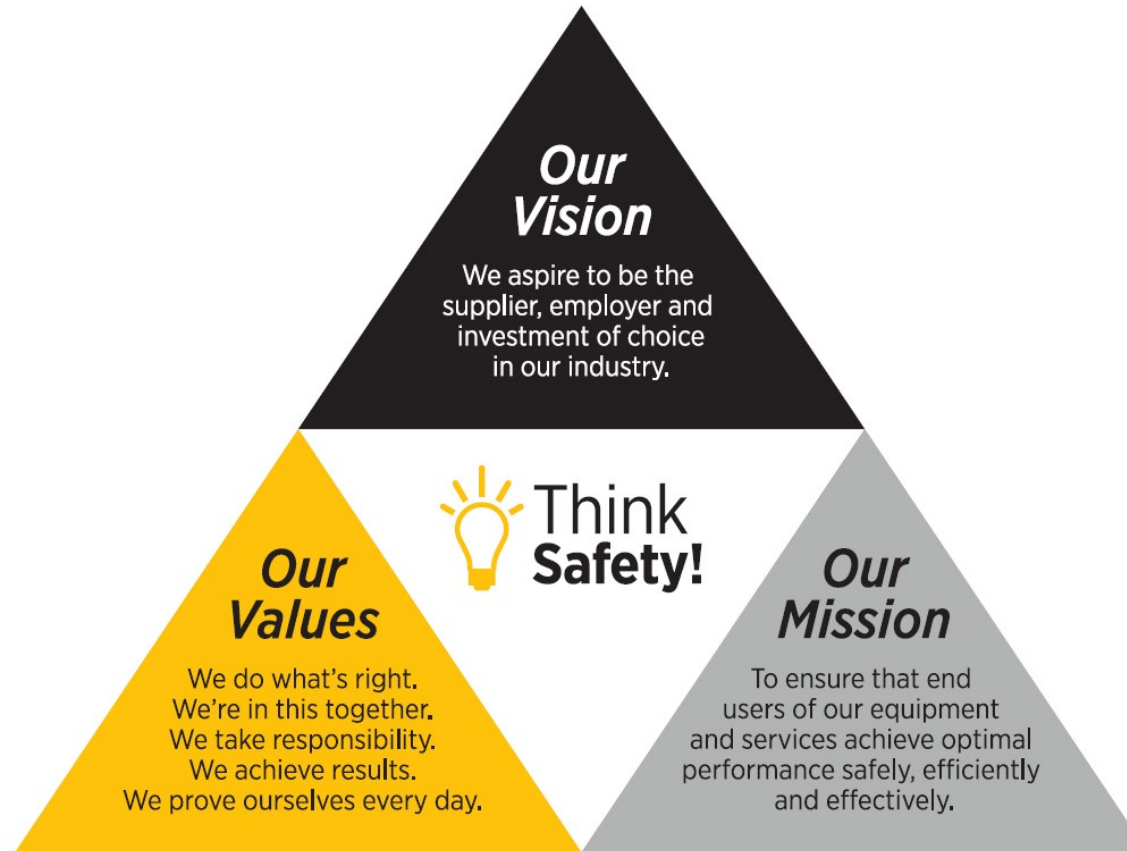 Our
Vision
We aspire to be the
supplier, employer and
investment of choice
in our industry.
Think
Safety!
Our
Values
We do what's right.
We're in this together.
We take responsibility.
We achieve results.
We prove ourselves every day.
Our
Mission
To ensure that end
users of our equipment
and services achieve optimal
performance safely, efficiently
and effectively.